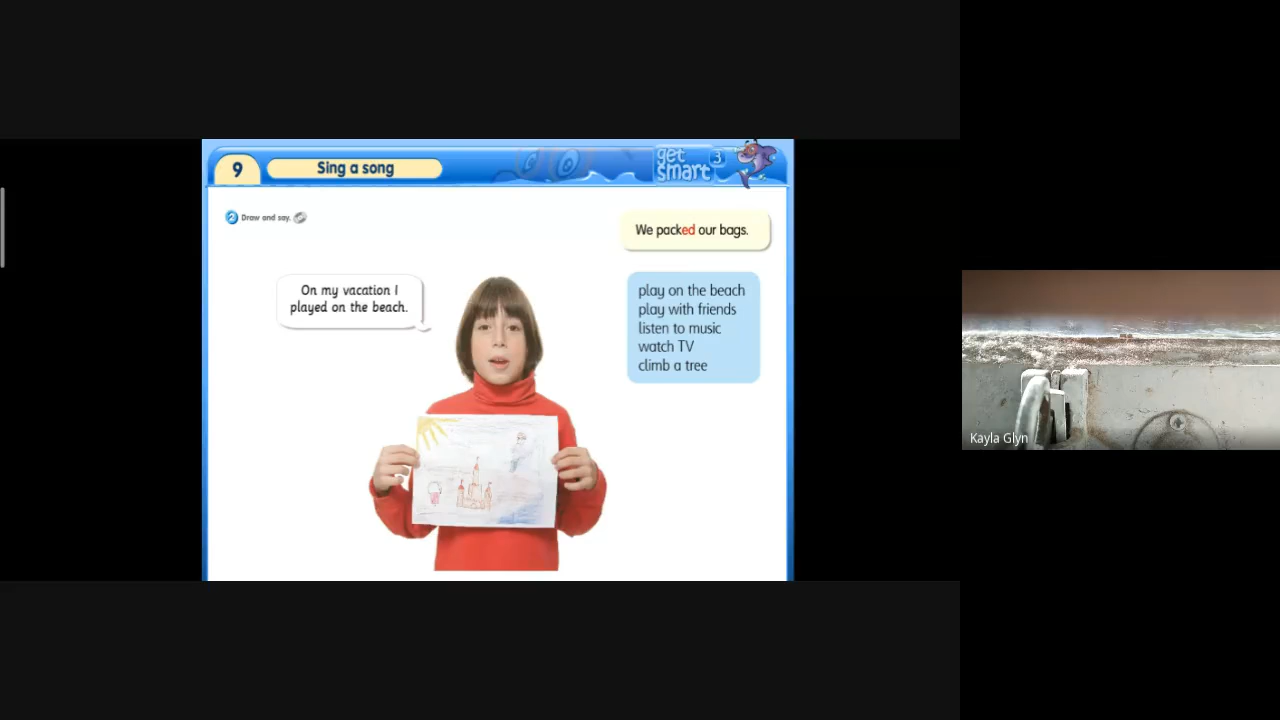 9
Sing a song
get
smart 3
2 Draw and say.
We packed our bags.
On my vacation I
played on the beach.
play on the beach
play with friends
listen to music
watch TV
climb a tree
Kayla Glyn